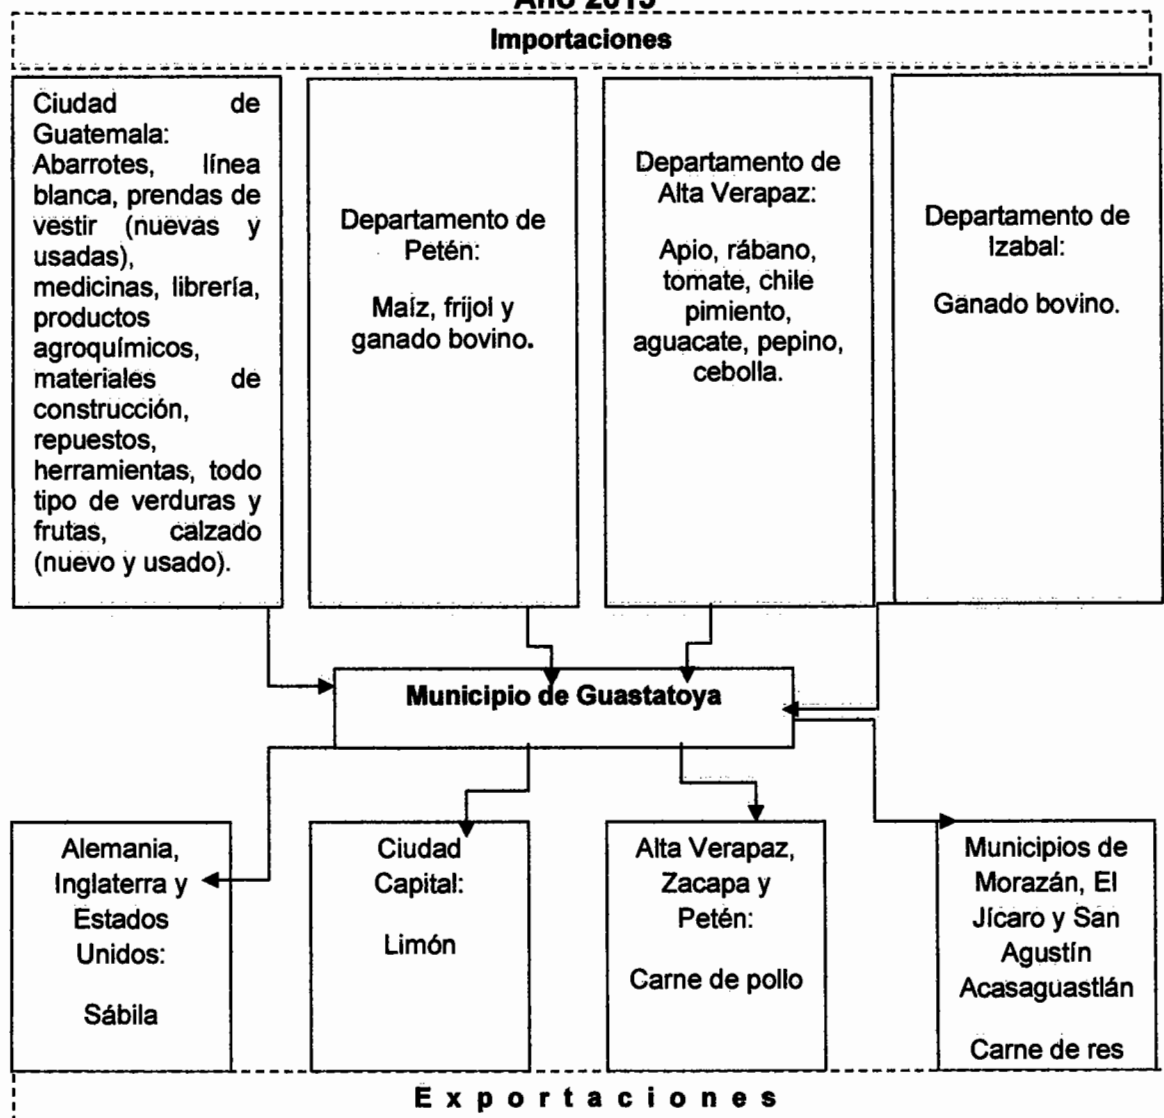 Año 2015
Importaciones
Ciudad de
Guatemala:
Abarrotes, línea
blanca, prendas de
vestir (nuevas y
usadas),
medicinas, librería,
productos
agroquímicos,
materiales de
construcción,
repuestos,
herramientas, todo
tipo de verduras y
frutas, calzado
(nuevo y usado).
Departamento de
Petén:
Maíz, frijol y
ganado bovino.
Departamento de
Alta Verapaz:
Apio, rábano,
tomate, chile
pimiento,
aguacate, pepino,
cebolla.
Departamento de
Izabal:
Ganado bovino.
Municipio de Guastatoya
Alemania,
Inglaterra y
Estados
Unidos:
Sábila
Ciudad
Capital:
Limón
Alta Verapaz,
Zacapa y
Petén:
Carne de pollo
Municipios de
Morazán, El
Jícaro y San
Agustín
Acasaguastlán
Carne de res
Exportaciones